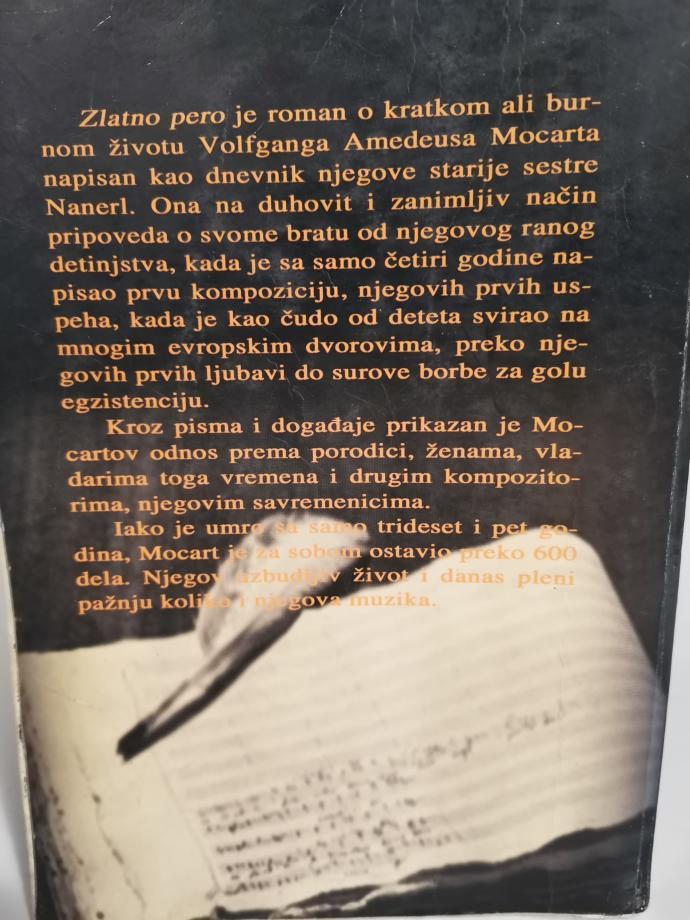 Zlatno pero je roman o kratkom ali bur-
nom životu Volfganga Amedeusa Mocarta
napisan kao dnevnik njegove starije sestre
Nanerl. Ona na duhovit i zanimljiv način
pripoveda o svome bratu od njegovog ranog
detinjstva, kada je sa samo četiri godine na-
pisao prvu kompoziciju, njegovih prvih us-
peha, kada je kao čudo od deteta svirao na
mnogim evropskim dvorovima, preko nje-
govih prvih ljubavi do surove borbe za golu
egzistenciju.
Kroz pisma i događaje prikazan je Mo-
cartov odnos prema porodici, ženama, vla-
darima toga vremena i drugim kompozito-
rima, njegovim savremenicima.
Iako je umro sa samo trideset i pet go-
dina, Mocart je za sobom ostavio preko 600
dela. Njegov uzbudljiv život i danas pleni
pažnju koliko i njegova muzika.